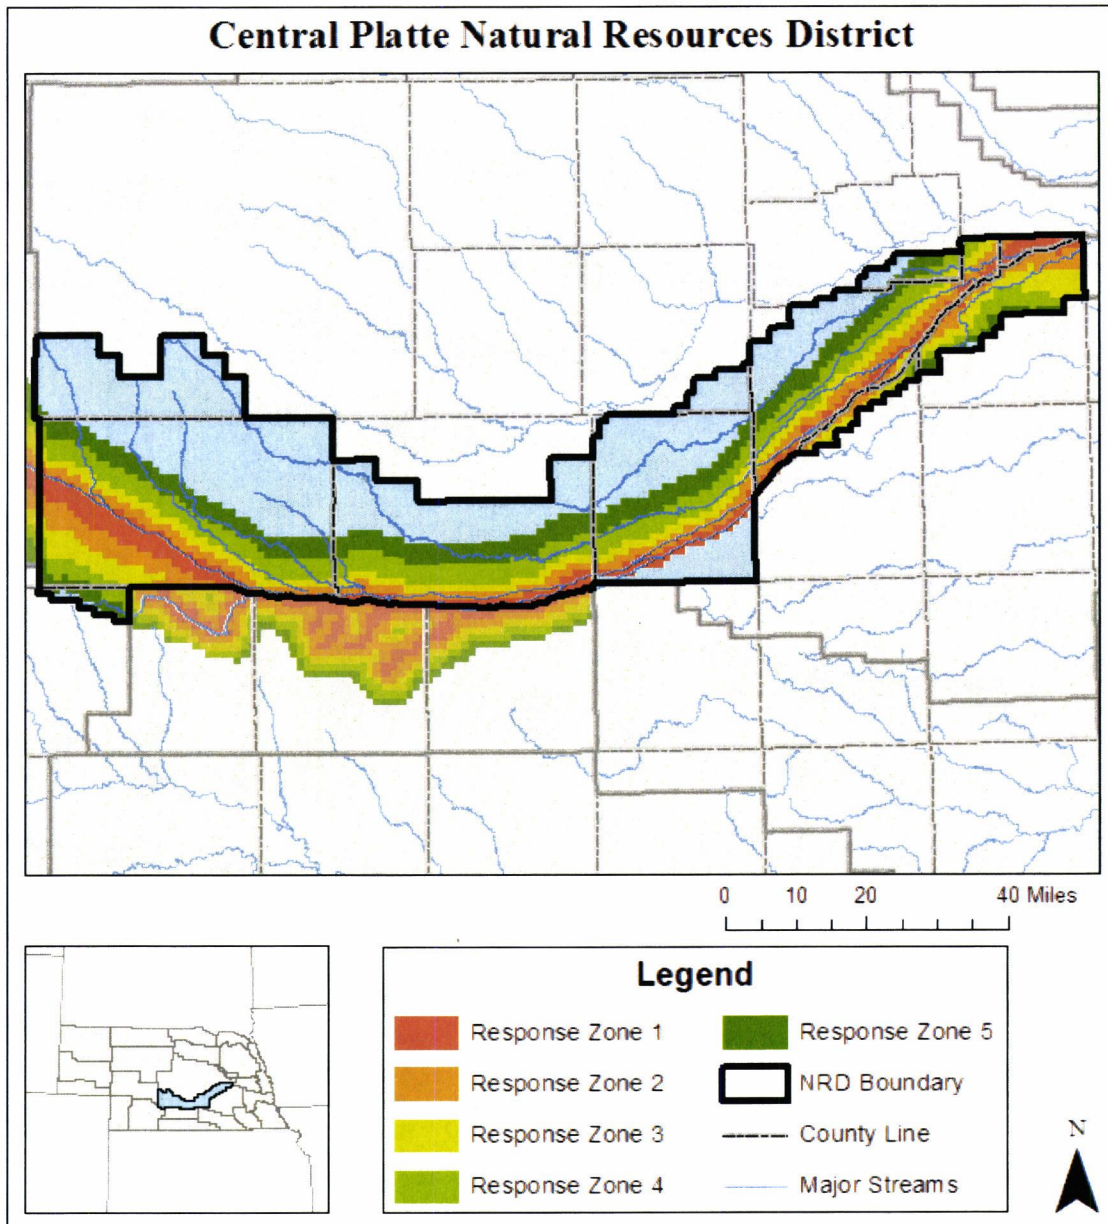 Central Platte Natural Resources District
0 10 20 40 Miles
Legend
Response Zone 1
Response Zone 2
Response Zone 3
Response Zone 4
Response Zone 5
NRD Boundary
County Line
Major Streams
N